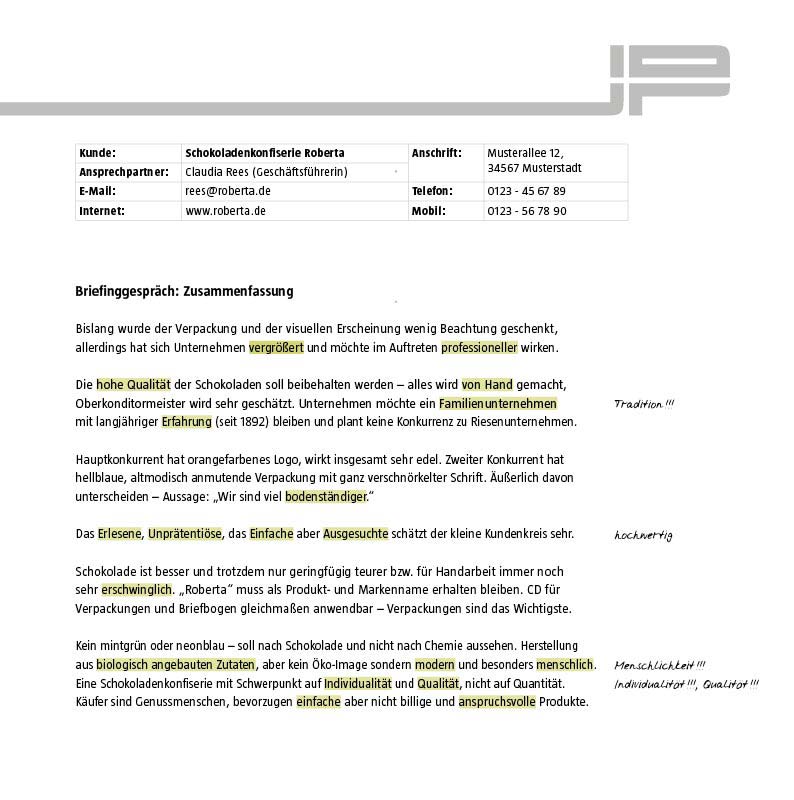 JP
Kunde: Schokoladenkonfiserie Roberta Anschrift: Musterallee 12,
34567 Musterstadt
Ansprechpartner: Claudia Rees (Geschäftsführerin)
E-Mail: rees@roberta.de Telefon: 0123 - 45 67 89
Internet: www.roberta.de Mobil: 0123 - 56 78 90
Briefinggespräch: Zusammenfassung
Bislang wurde der Verpackung und der visuellen Erscheinung wenig Beachtung geschenkt,
allerdings hat sich Unternehmen vergrößert und möchte im Auftreten professioneller wirken.
Die hohe Qualität der Schokoladen soll beibehalten werden – alles wird von Hand gemacht,
Oberkonditormeister wird sehr geschätzt. Unternehmen möchte ein Familienunternehmen Tradition!!!
mit langjähriger Erfahrung (seit 1892) bleiben und plant keine Konkurrenz zu Riesenunternehmen.
Hauptkonkurrent hat orangefarbenes Logo, wirkt insgesamt sehr edel. Zweiter Konkurrent hat
hellblaue, altmodisch anmutende Verpackung mit ganz verschnörkelter Schrift. Äußerlich davon
unterscheiden – Aussage: „Wir sind viel bodenständiger.“
Das Erlesene, Unprätentiöse, das Einfache aber Ausgesuchte schätzt der kleine Kundenkreis sehr. hochwertig
Schokolade ist besser und trotzdem nur geringfügig teurer bzw. für Handarbeit immer noch
sehr erschwinglich. „Roberta“ muss als Produkt- und Markenname erhalten bleiben. CD für
Verpackungen und Briefbogen gleichmaßen anwendbar – Verpackungen sind das Wichtigste.
Kein mintgrün oder neonblau – soll nach Schokolade und nicht nach Chemie aussehen. Herstellung
aus biologisch angebauten Zutaten, aber kein Öko-Image sondern modern und besonders menschlich. Menschlichkeit!!!
Eine Schokoladenkonfiserie mit Schwerpunkt auf Individualität und Qualität, nicht auf Quantität. Individualität!!!, Qualität!!!
Käufer sind Genussmenschen, bevorzugen einfache aber nicht billige und anspruchsvolle Produkte.